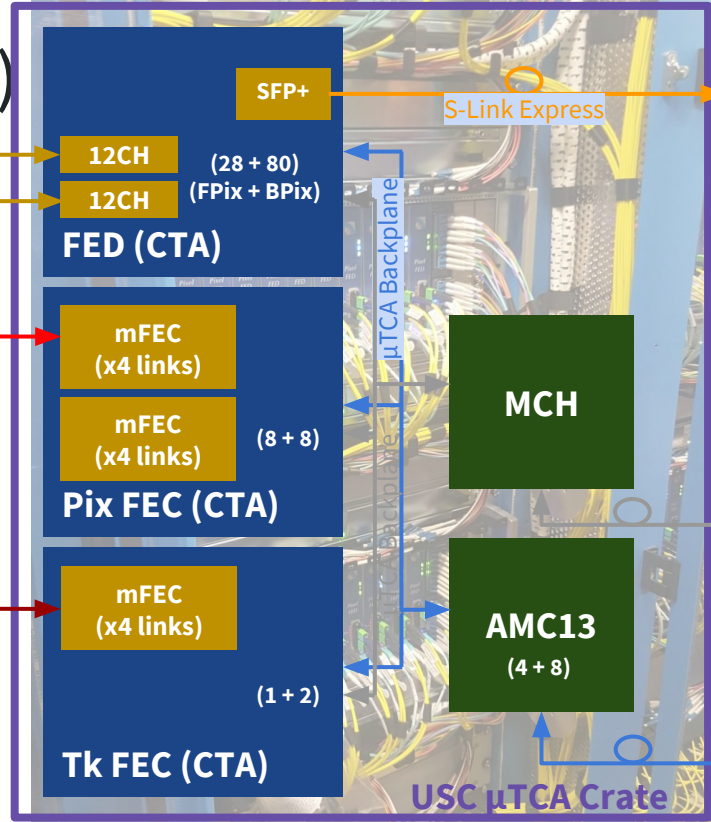 )
SFP+
S-Link Express
12CH
12CH
(28 + 80)
(FPix + BPix)
FED (CTA)
µTCA Backplane
mFEC
(x4 links)
mFEC
(x4 links)
(8 + 8)
Pix FEC (CTA)
MCH
µTCA Backplane
mFEC
(x4 links)
(1 + 2)
Tk FEC (CTA)
AMC13
(4 + 8)
USC µTCA Crate